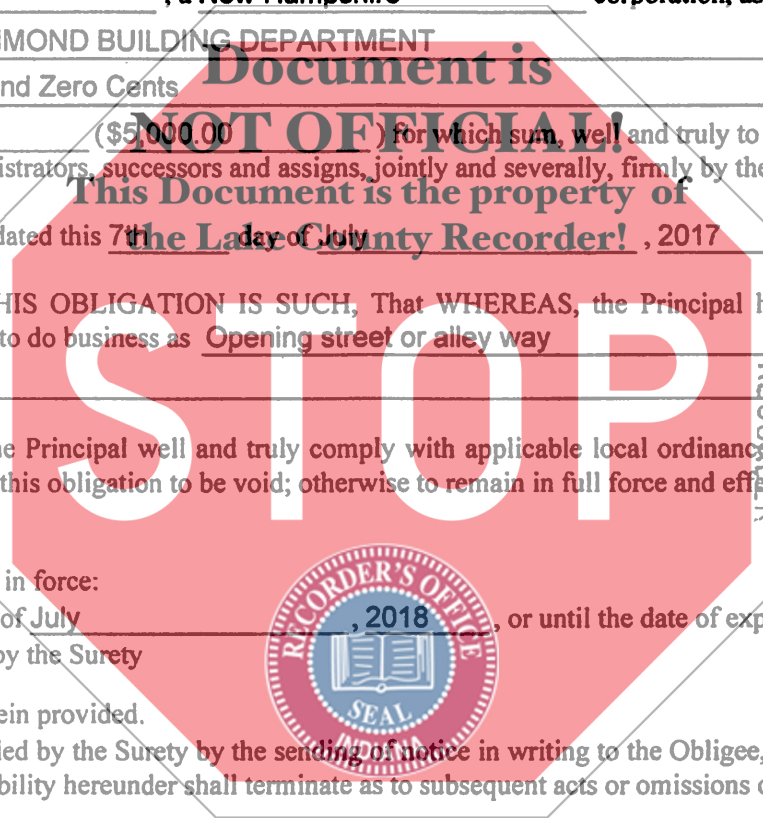 , a New Hampshire corporation, as
MOND BUILDING DEPARTMENT
nd Zero Cents
Document is
($5,000.00 ) for which sum, well and truly to
NOT OFFICIAL!
istrators, successors and assigns, jointly and severally, firmly by the
This Document is the property of
dated this 7th day of July , 2017
the Lake County Recorder!
HIS OBLIGATION IS SUCH, That WHEREAS, the Principal h
to do business as Opening street or alley way
STOP
e Principal well and truly comply with applicable local ordinanc
this obligation to be void; otherwise to remain in full force and effe
RECORDER
in force:
of July , 2018 , or until the date of exp
by the Surety
RECORDER'S OFFICE
SEAL
INDIANA
ein provided.
ied by the Surety by the sending of notice in writing to the Obligee,
bility hereunder shall terminate as to subsequent acts or omissions o